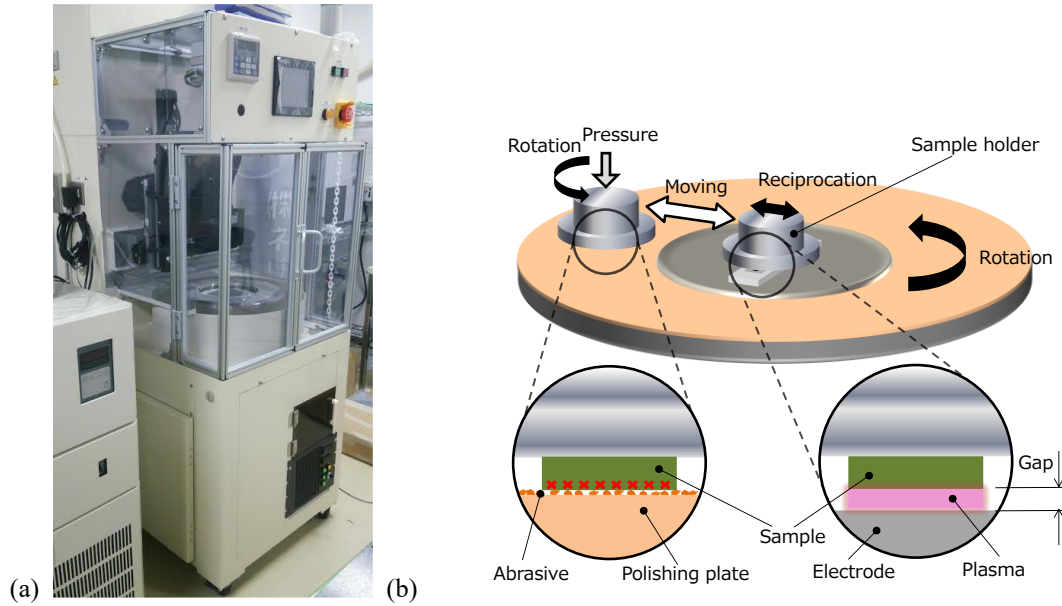 Pressure
Rotation
Sample holder
Moving
Reciprocation
Rotation
Gap
Abrasive
Polishing plate
Sample
Electrode
Plasma
(a)
(b)